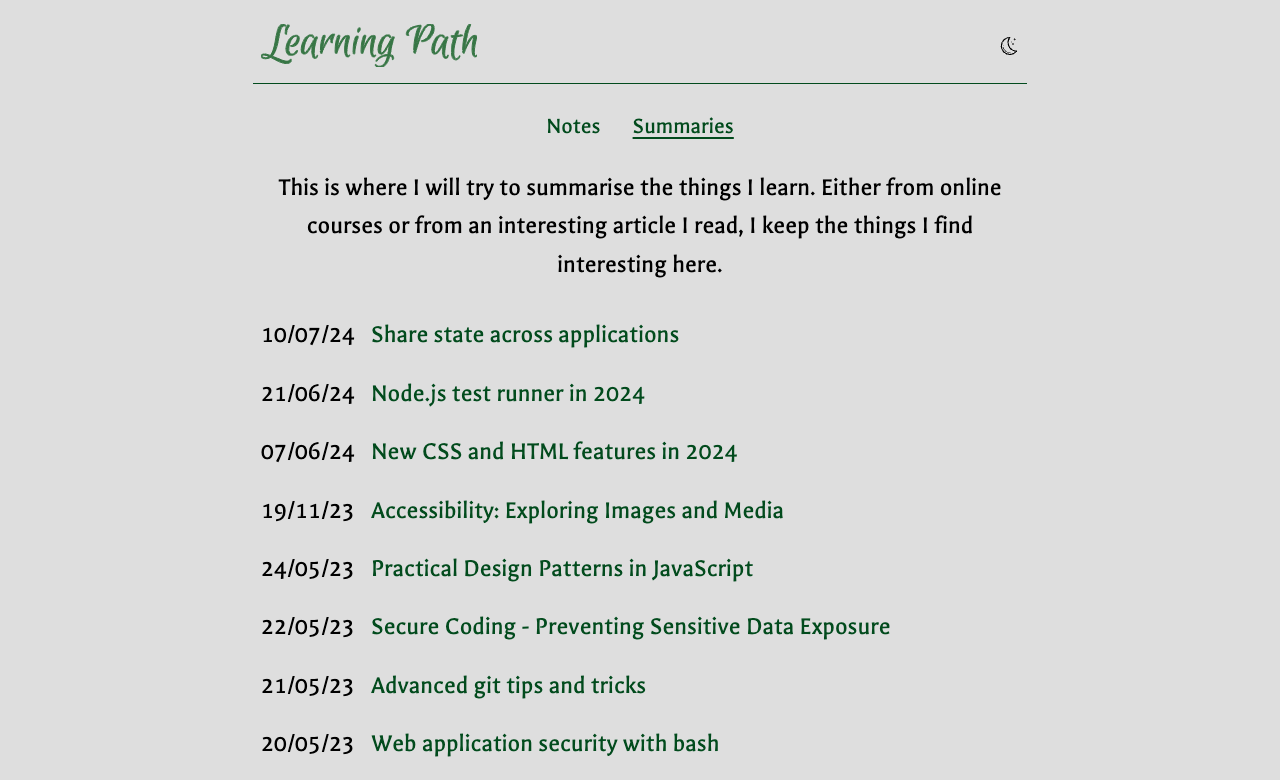 Learning Path
Notes Summaries
This is where I will try to summarise the things I learn. Either from online
courses or from an interesting article I read, I keep the things I find
interesting here.
10/07/24 Share state across applications
21/06/24 Node.js test runner in 2024
07/06/24 New CSS and HTML features in 2024
19/11/23 Accessibility: Exploring Images and Media
24/05/23 Practical Design Patterns in JavaScript
22/05/23 Secure Coding - Preventing Sensitive Data Exposure
21/05/23 Advanced git tips and tricks
20/05/23 Web application security with bash